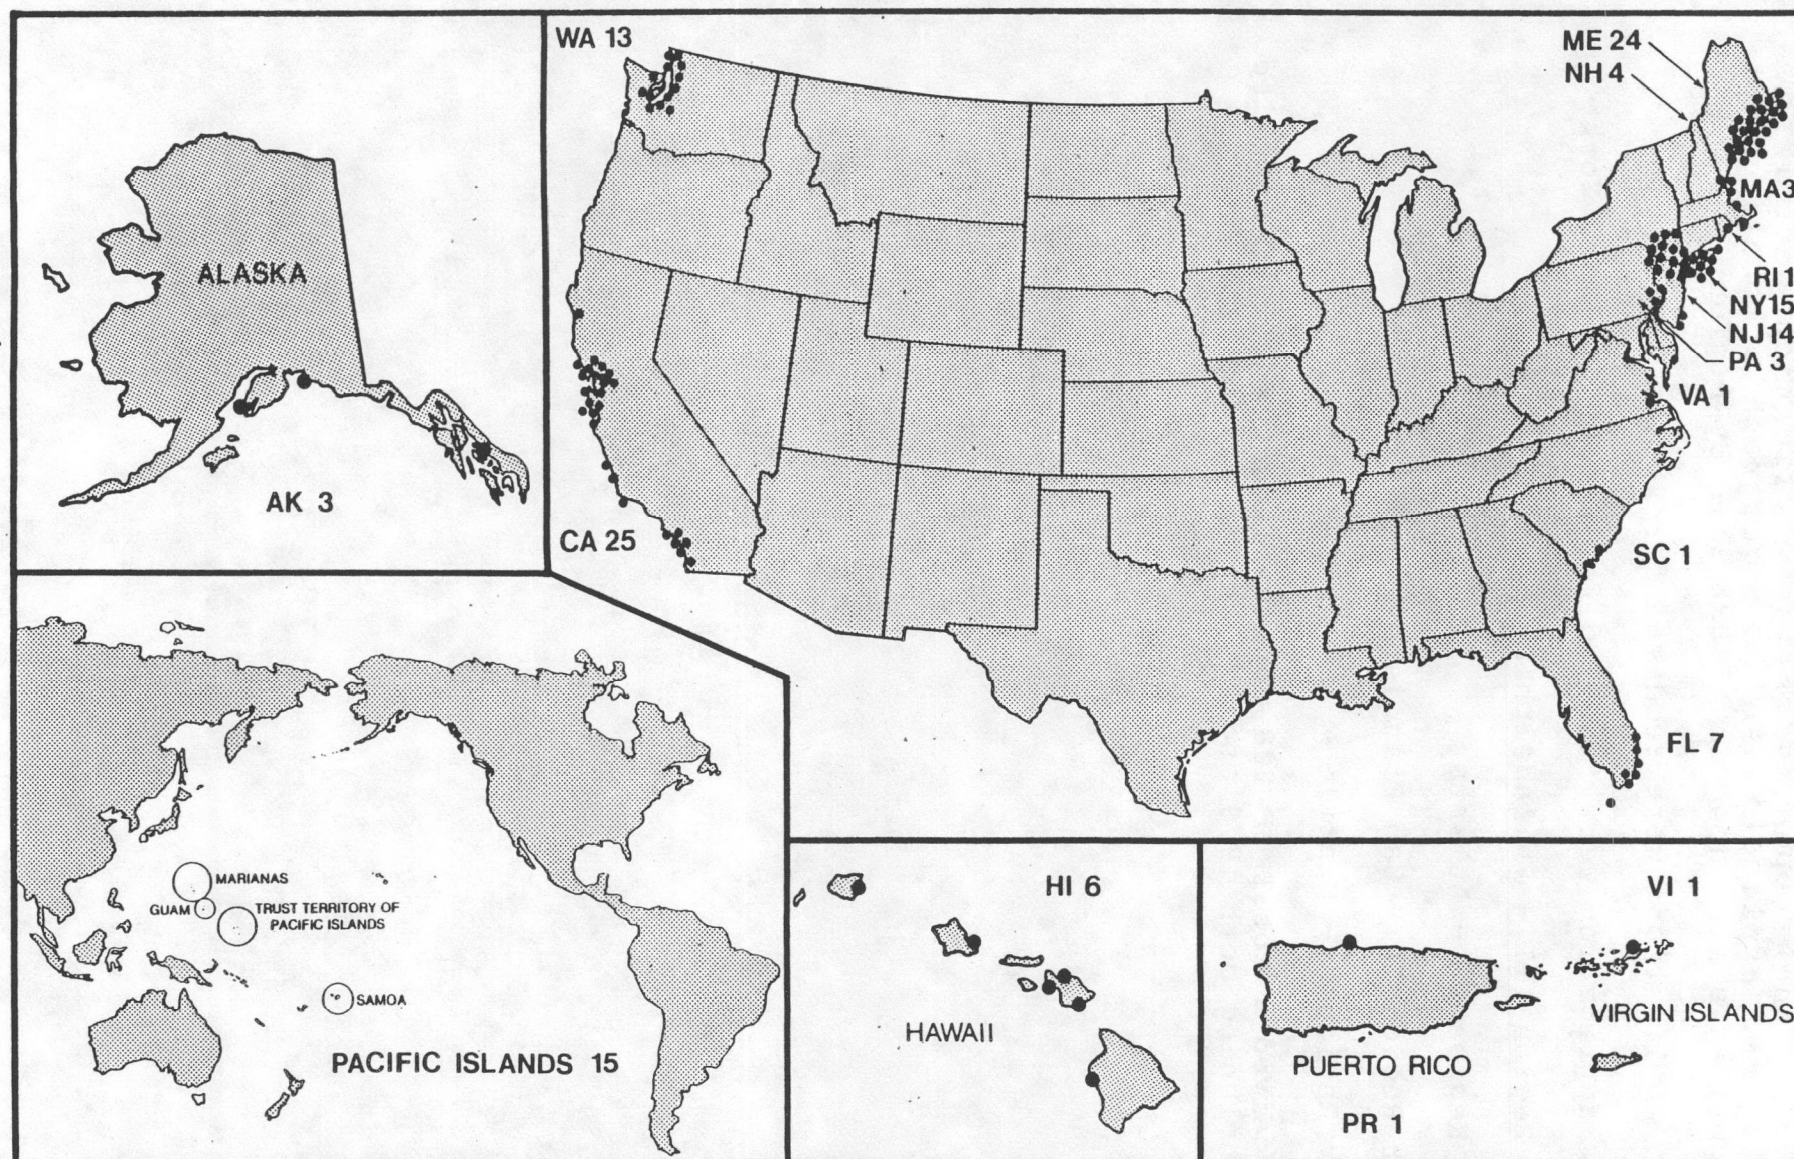 WA 13
ME 24
NH 4
MA3
RI 1
NY15
NJ14
PA 3
VA 1
SC 1
FL 7
CA 25
ALASKA
AK 3
MARIANAS
GUAM
TRUST TERRITORY OF
PACIFIC ISLANDS
SAMOA
PACIFIC ISLANDS 15
HI 6
HAWAII
VI 1
VIRGIN ISLANDS
PUERTO RICO
PR 1